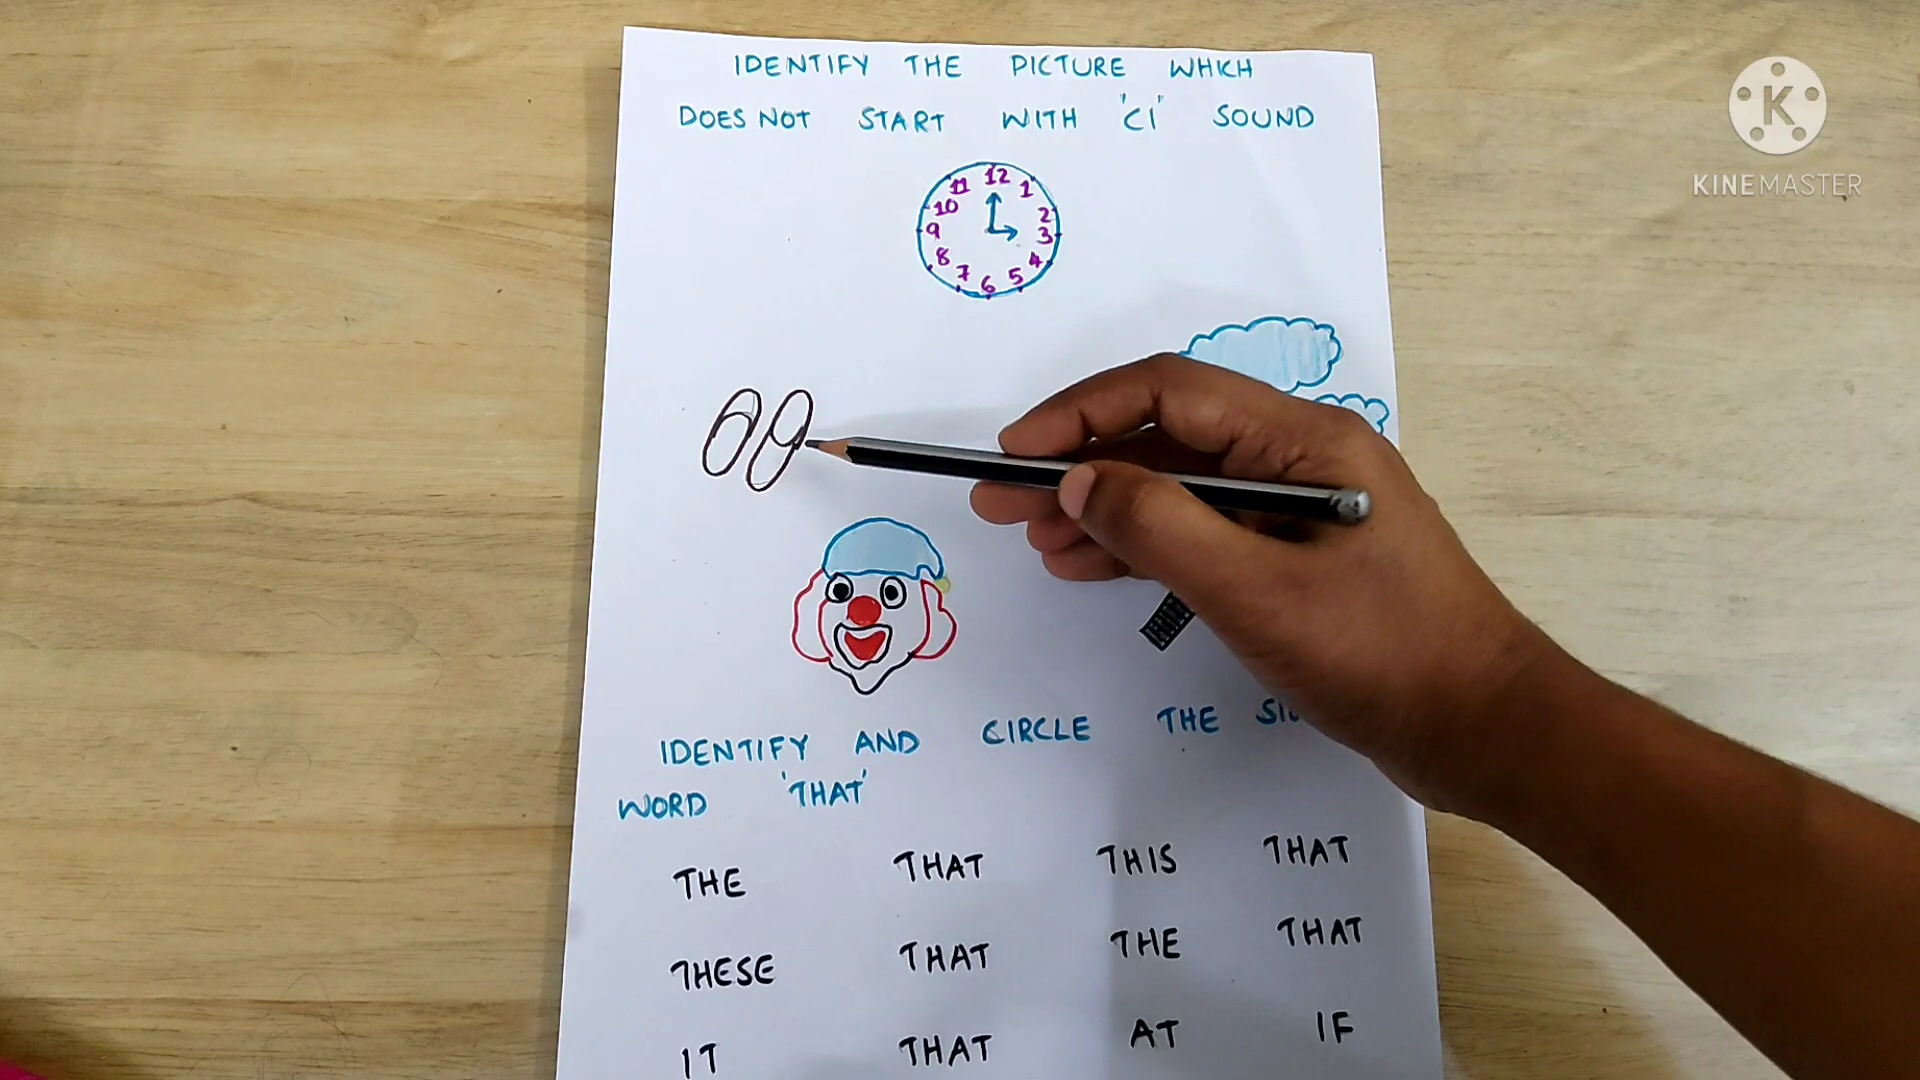 IDENTIFY THE PICTURE WHICH
DOES NOT START WITH 'Cl' SOUND
12
11 1
10 2
9 3
8 4
7 5
6
K
KINEMASTER
IDENTIFY AND CIRCLE THE
WORD 'THAT'
THE THAT THIS THAT
THESE THAT THE THAT
IT THAT AT IF